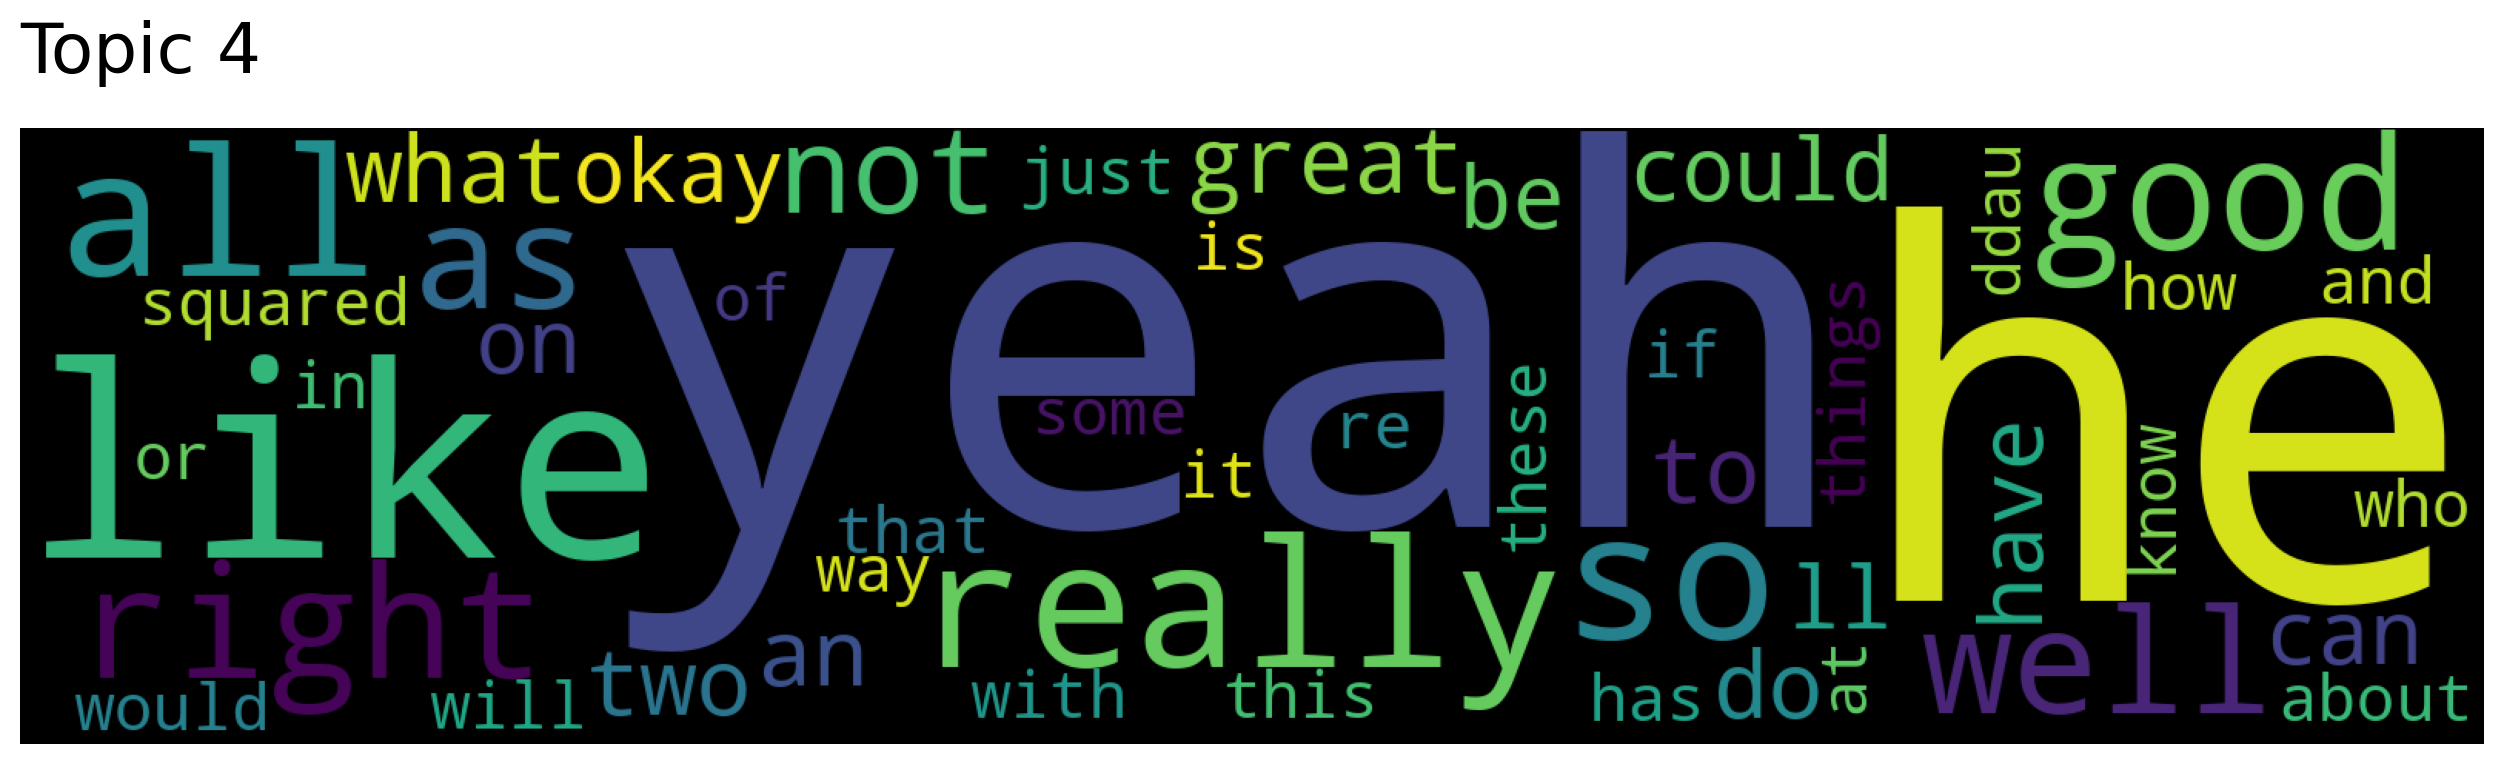 Topic 4
all
what
okay
not
just
great
be
could
ddau
good
squared
as
of
is
how
and
on
yeah
he
like
in
or
some
re
if
things
to
it
these
have
know
who
that
way
really
so
ll
right
two
an
well
can
would
will
with
this
has
do
at
about